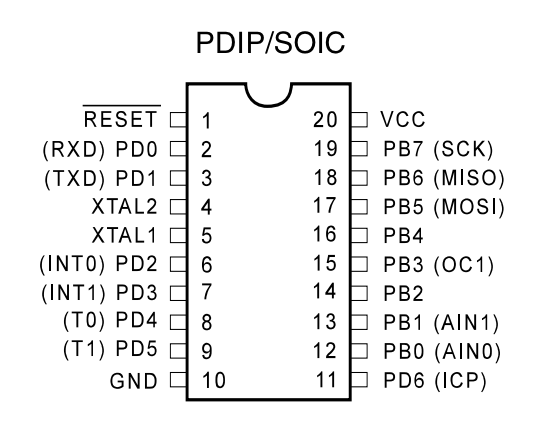 PDIP/SOIC
RESET 1 20 VCC
(RXD) PD0 2 19 PB7 (SCK)
(TXD) PD1 3 18 PB6 (MISO)
XTAL2 4 17 PB5 (MOSI)
XTAL1 5 16 PB4
(INT0) PD2 6 15 PB3 (OC1)
(INT1) PD3 7 14 PB2
(T0) PD4 8 13 PB1 (AIN1)
(T1) PD5 9 12 PB0 (AIN0)
GND 10 11 PD6 (ICP)